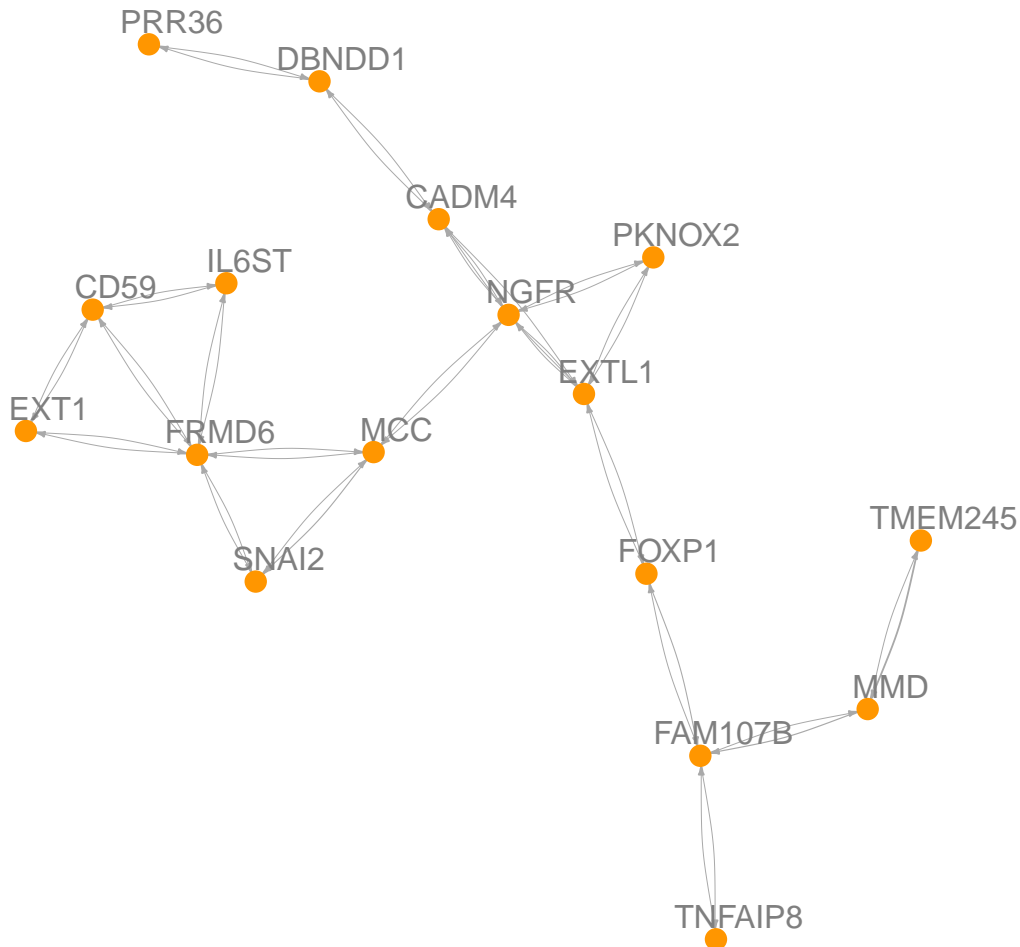 PRR36
DBNDD1
CADM4
PKNOX2
IL6ST
CD59
NGFR
EXTL1
EXT1
FRMD6
MCC
TMEM245
FOXP1
SNAI2
MMD
FAM107B
TNFAIP8